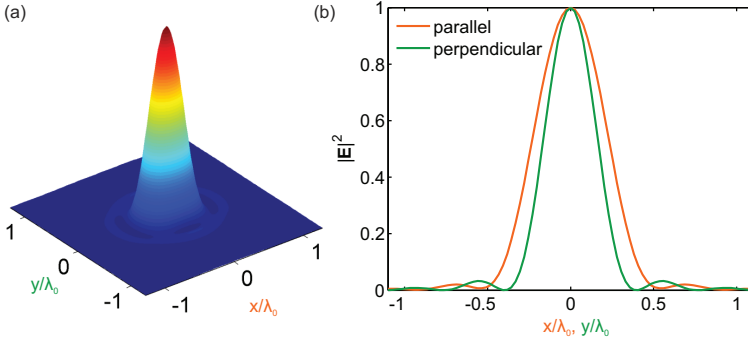 (a)
1
0
-1
y/λ₀
-1
0
1
x/λ₀
(b)
parallel
perpendicular
|E|²
1
0.8
0.6
0.4
0.2
0
-1 -0.5 0 0.5 1
x/λ₀, y/λ₀